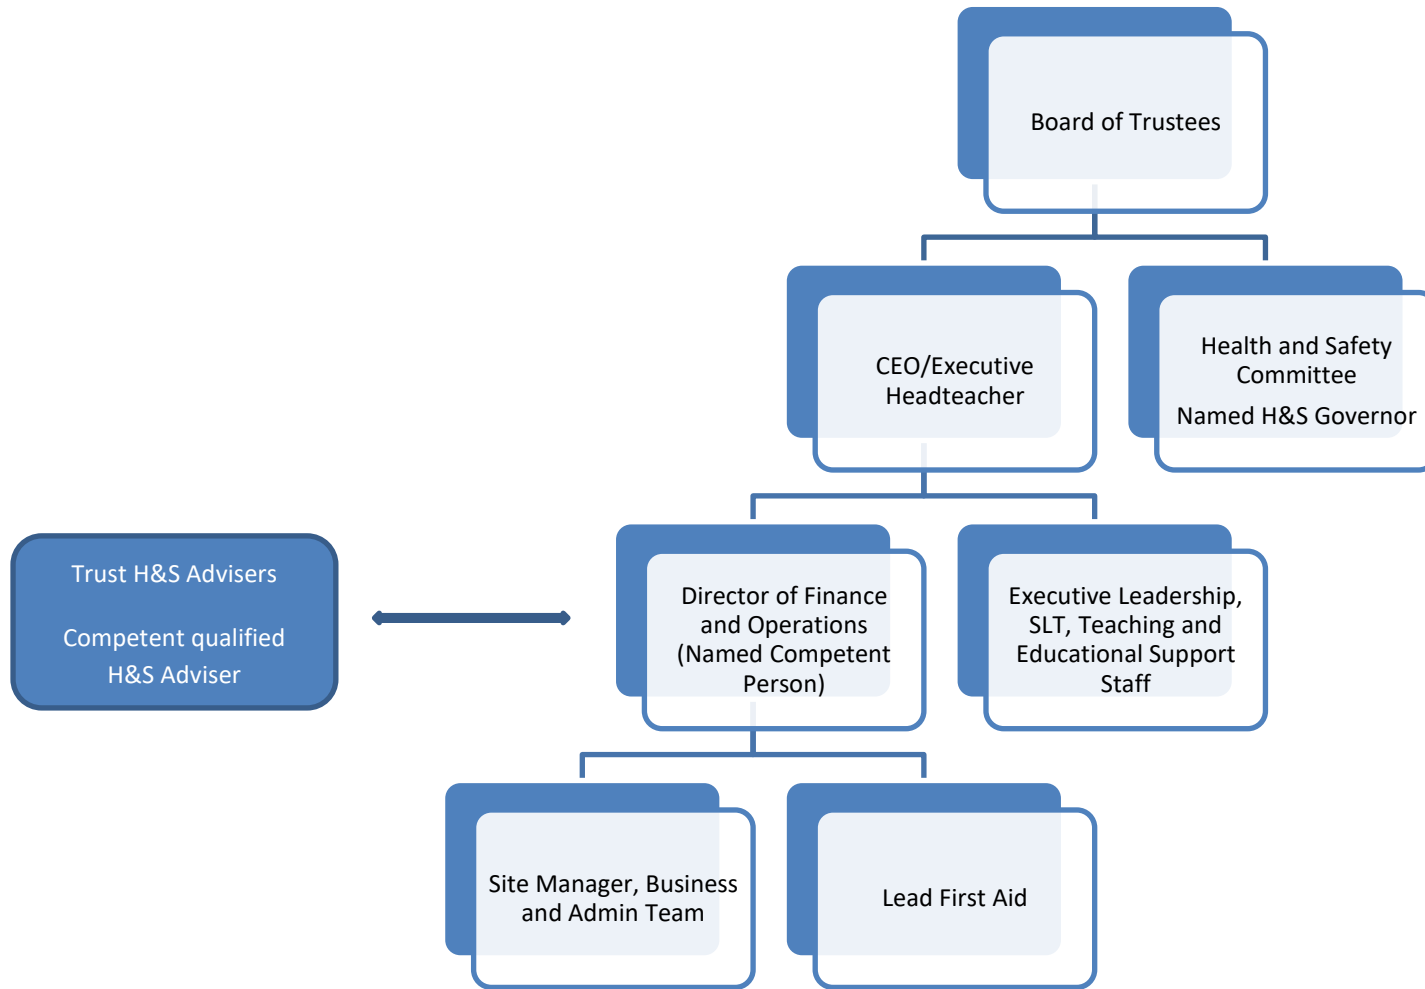 Board of Trustees
CEO/Executive
Headteacher
Health and Safety
Committee
Named H&S Governor
Trust H&S Advisers
Competent qualified
H&S Adviser
Director of Finance
and Operations
(Named Competent
Person)
Executive Leadership,
SLT, Teaching and
Educational Support
Staff
Site Manager, Business
and Admin Team
Lead First Aid